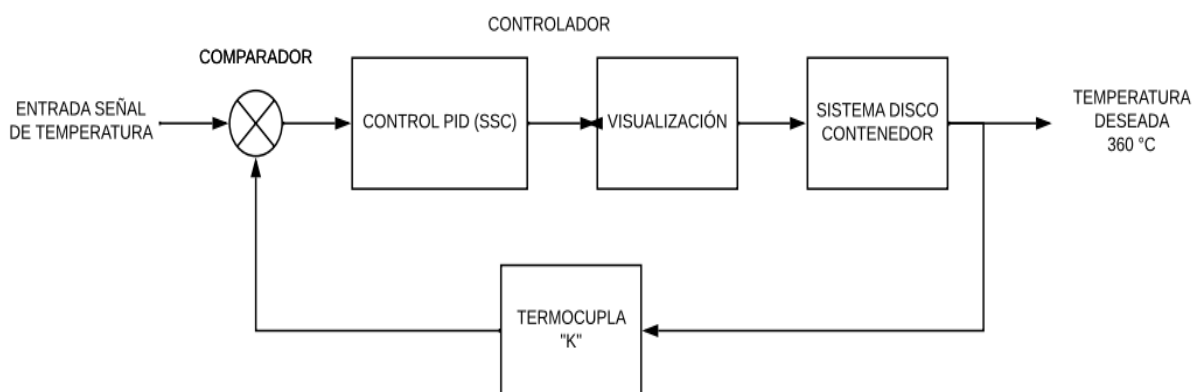 CONTROLADOR
COMPARADOR
ENTRADA SEÑAL
DE TEMPERATURA
CONTROL PID (SSC)
VISUALIZACIÓN
SISTEMA DISCO
CONTENEDOR
TEMPERATURA
DESEADA
360 °C
TERMOCUPLA
"K"